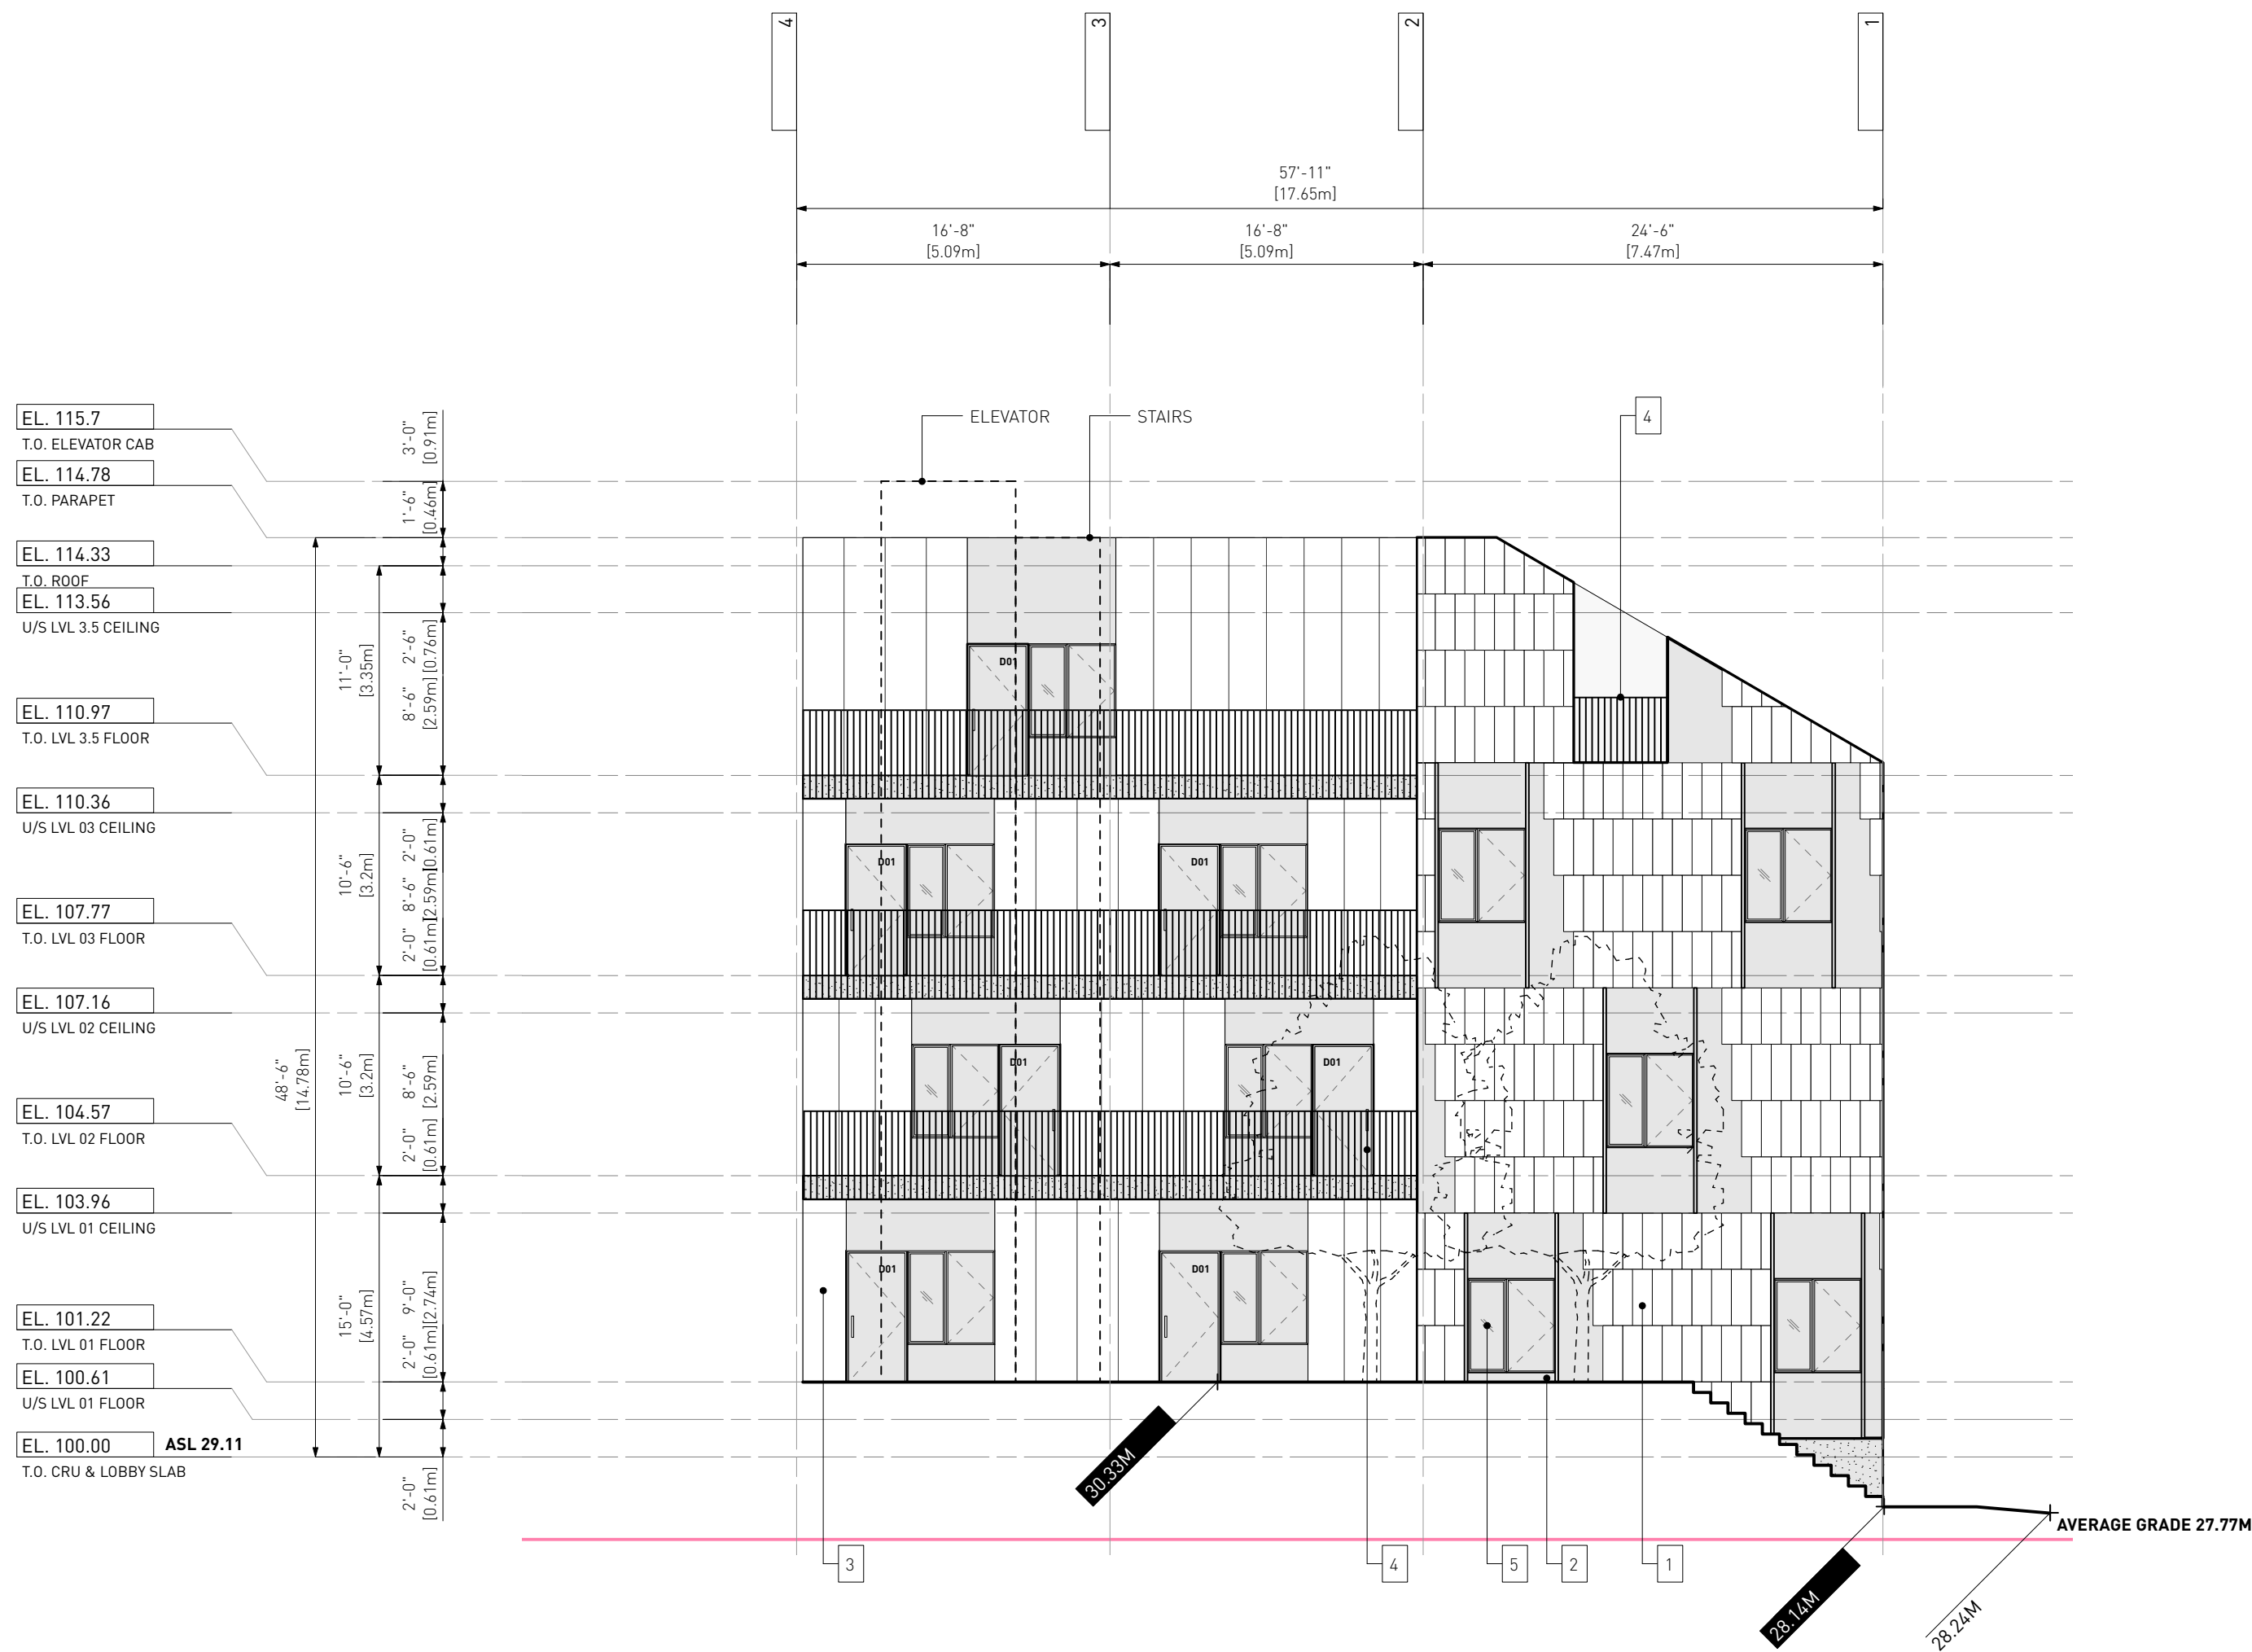 4
3
2
1
57'-11"
[17.65m]
16'-8"
[5.09m]
16'-8"
[5.09m]
24'-6"
[7.47m]
ELEVATOR
STAIRS
4
EL. 115.7
T.O. ELEVATOR CAB
EL. 114.78
T.O. PARAPET
EL. 114.33
T.O. ROOF
EL. 113.56
U/S LVL 3.5 CEILING
EL. 110.97
T.O. LVL 3.5 FLOOR
EL. 110.36
U/S LVL 03 CEILING
EL. 107.77
T.O. LVL 03 FLOOR
EL. 107.16
U/S LVL 02 CEILING
EL. 104.57
T.O. LVL 02 FLOOR
EL. 103.96
U/S LVL 01 CEILING
EL. 101.22
T.O. LVL 01 FLOOR
EL. 100.61
U/S LVL 01 FLOOR
EL. 100.00 ASL 29.11
T.O. CRU & LOBBY SLAB
48'-6"
[14.78m]
11'-0"
[3.35m]
10'-6"
[3.2m]
10'-6"
[3.2m]
15'-0"
[4.57m]
3'-0"
[0.91m]
1'-6"
[0.46m]
2'-6"
[0.76m]
8'-6"
[2.59m]
2'-0"
[0.61m]
8'-6"
[2.59m]
2'-0"
[0.61m]
8'-6"
[2.59m]
2'-0"
[0.61m]
9'-0"
[2.74m]
2'-0"
[0.61m]
2'-0"
[0.61m]
D01
D01
D01
D01
D01
D01
D01
30.33M
AVERAGE GRADE 27.77M
3
4
5
2
1
28.14M
28.24M